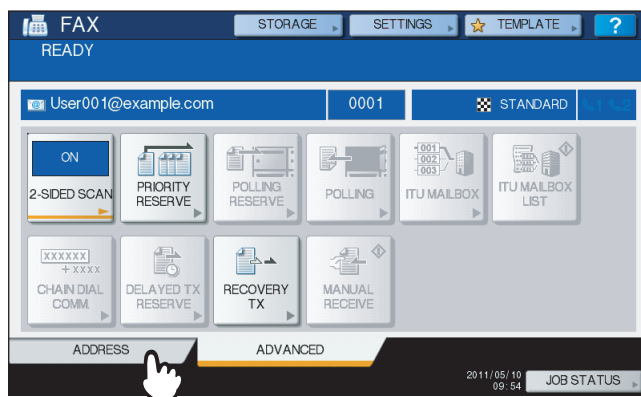 FAX
STORAGE
SETTINGS
TEMPLATE
?
READY
User001@example.com
0001
STANDARD
1
2
ON
2-SIDED SCAN
PRIORITY
RESERVE
POLLING
RESERVE
POLLING
001
002
003
ITU MAILBOX
ITU MAILBOX
LIST
XXXXXX
+ XXXX
CHAIN DIAL
COMM.
DELAYED TX
RESERVE
RECOVERY
TX
MANUAL
RECEIVE
ADDRESS
ADVANCED
2011/05/10
09:54
JOB STATUS